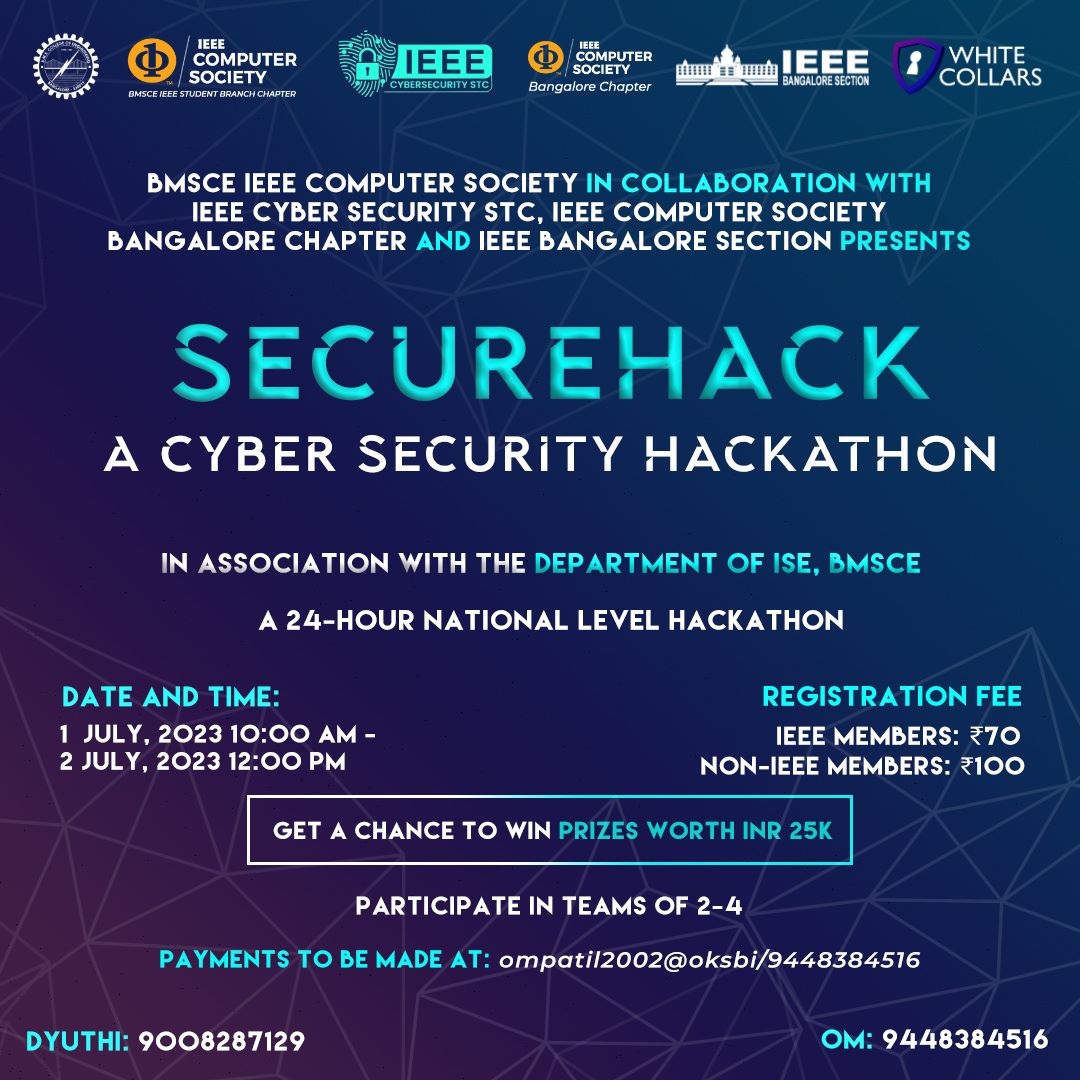 IEEE
COMPUTER
SOCIETY
BMSCE IEEE STUDENT BRANCH CHAPTER
IEEE
CYBERSECURITY STC
IEEE
COMPUTER
SOCIETY
Bangalore Chapter
IEEE
BANGALORE SECTION
WHITE
COLLARS
BMSCE IEEE COMPUTER SOCIETY IN COLLABORATION WITH
IEEE CYBER SECURITY STC, IEEE COMPUTER SOCIETY
BANGALORE CHAPTER AND IEEE BANGALORE SECTION PRESENTS
SECUREHACK
A CYBER SECURITY HACKATHON
IN ASSOCIATION WITH THE DEPARTMENT OF ISE, BMSCE
A 24-HOUR NATIONAL LEVEL HACKATHON
DATE AND TIME:
1 JULY, 2023 10:00 AM -
2 JULY, 2023 12:00 PM
REGISTRATION FEE
IEEE MEMBERS: ₹70
NON-IEEE MEMBERS: ₹100
GET A CHANCE TO WIN PRIZES WORTH INR 25K
PARTICIPATE IN TEAMS OF 2-4
PAYMENTS TO BE MADE AT: ompatil2002@oksbi/9448384516
DYUTHI: 9008287129
OM: 9448384516